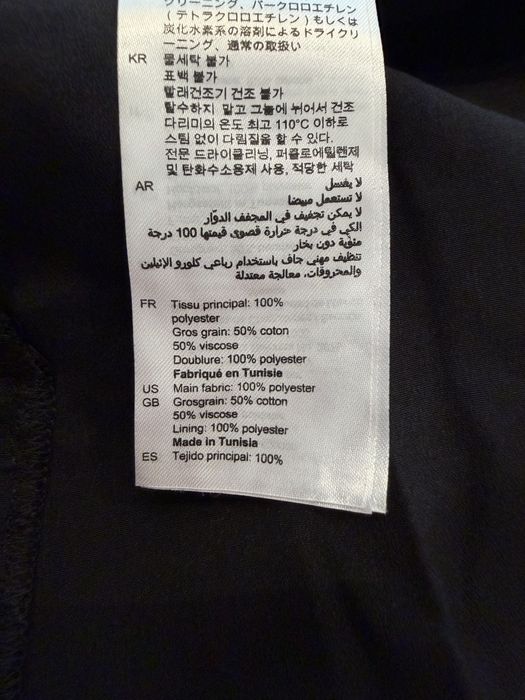 クリーニング、パークロロエチレン
(テトラクロロエチレン)もしくは
炭化水素系の溶剤によるドライクリ
ーニング、通常の取扱い
KR 물세탁 불가
표백 불가
빨래건조기 건조 불가
탈수하지 말고 그늘에 뉘어서 건조
다리미의 온도 최고 110°C 이하로
스팀 없이 다림질을 할 수 있다.
전문 드라이클리닝, 퍼클로에틸렌제
및 탄화수소용제 사용, 적당한 세탁
AR لا يغسل
لا تستعمل مبيضا
لا يمكن تجفيف في المجفف الدوّار
إلكي في درجة حرارة قصوى قيمتها 100 درجة
مئوية دون بخار
تنظيف مهني جاف باستخدام رباعي كلورو الإثيلين
والمحروقات، معالجة معتدلة
FR Tissu principal: 100%
polyester
Gros grain: 50% coton
50% viscose
Doublure: 100% polyester
Fabriqué en Tunisie
US Main fabric: 100% polyester
GB Grosgrain: 50% cotton
50% viscose
Lining: 100% polyester
Made in Tunisia
ES Tejido principal: 100%